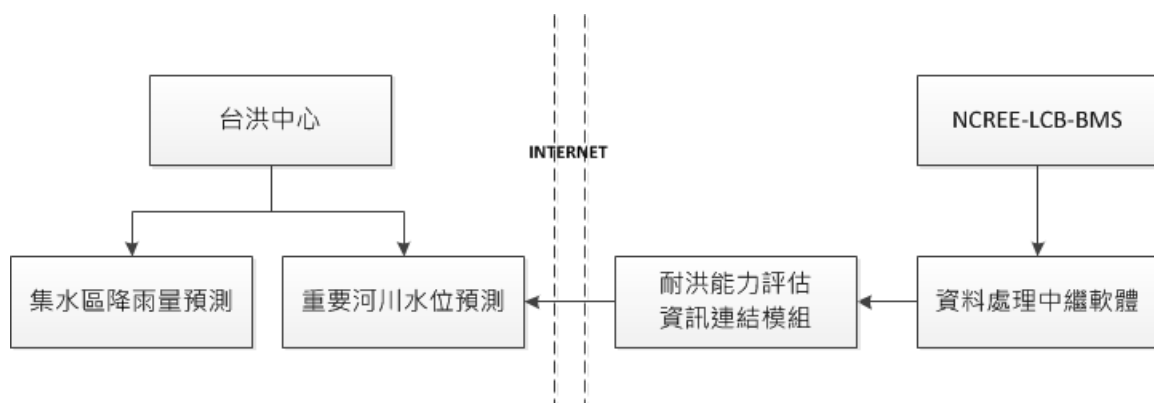 台洪中心
NCREE-LCB-BMS
INTERNET
集水區降雨量預測
重要河川水位預測
耐洪能力評估
資訊連結模組
資料處理中繼軟體